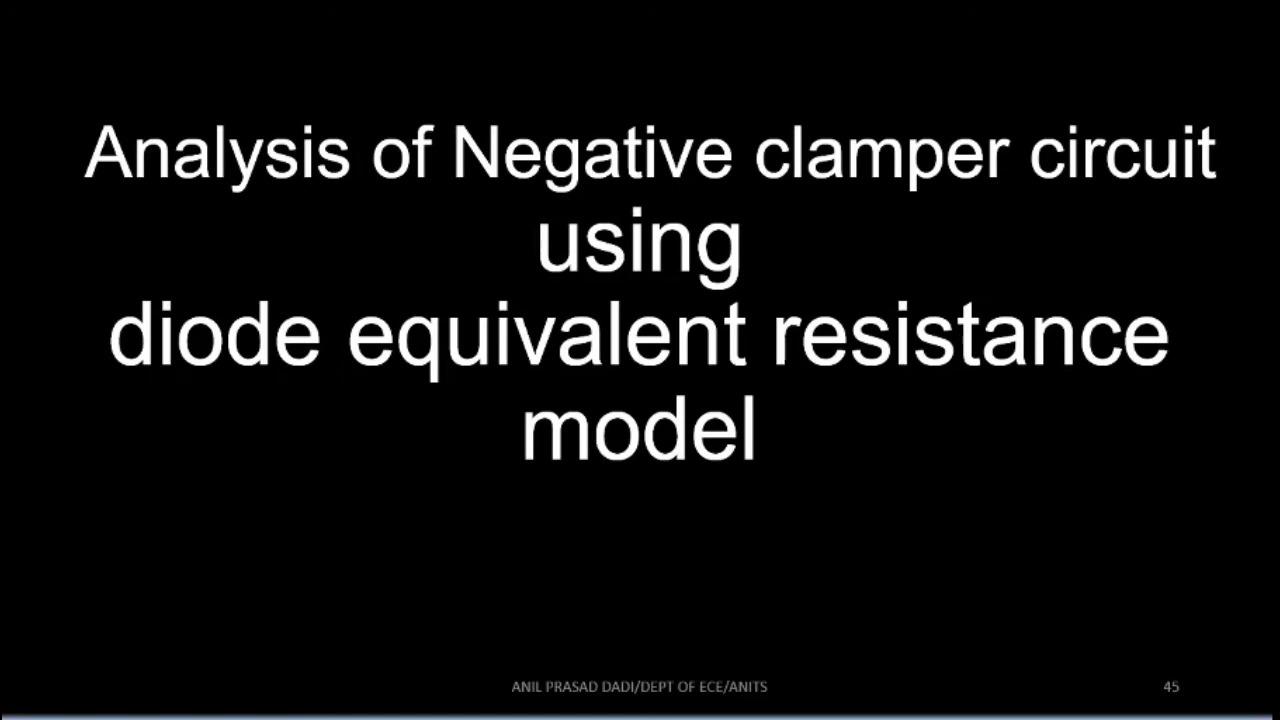 Analysis of Negative clamper circuit
using
diode equivalent resistance
model
ANIL PRASAD DADI/DEPT OF ECE/ANITS
45